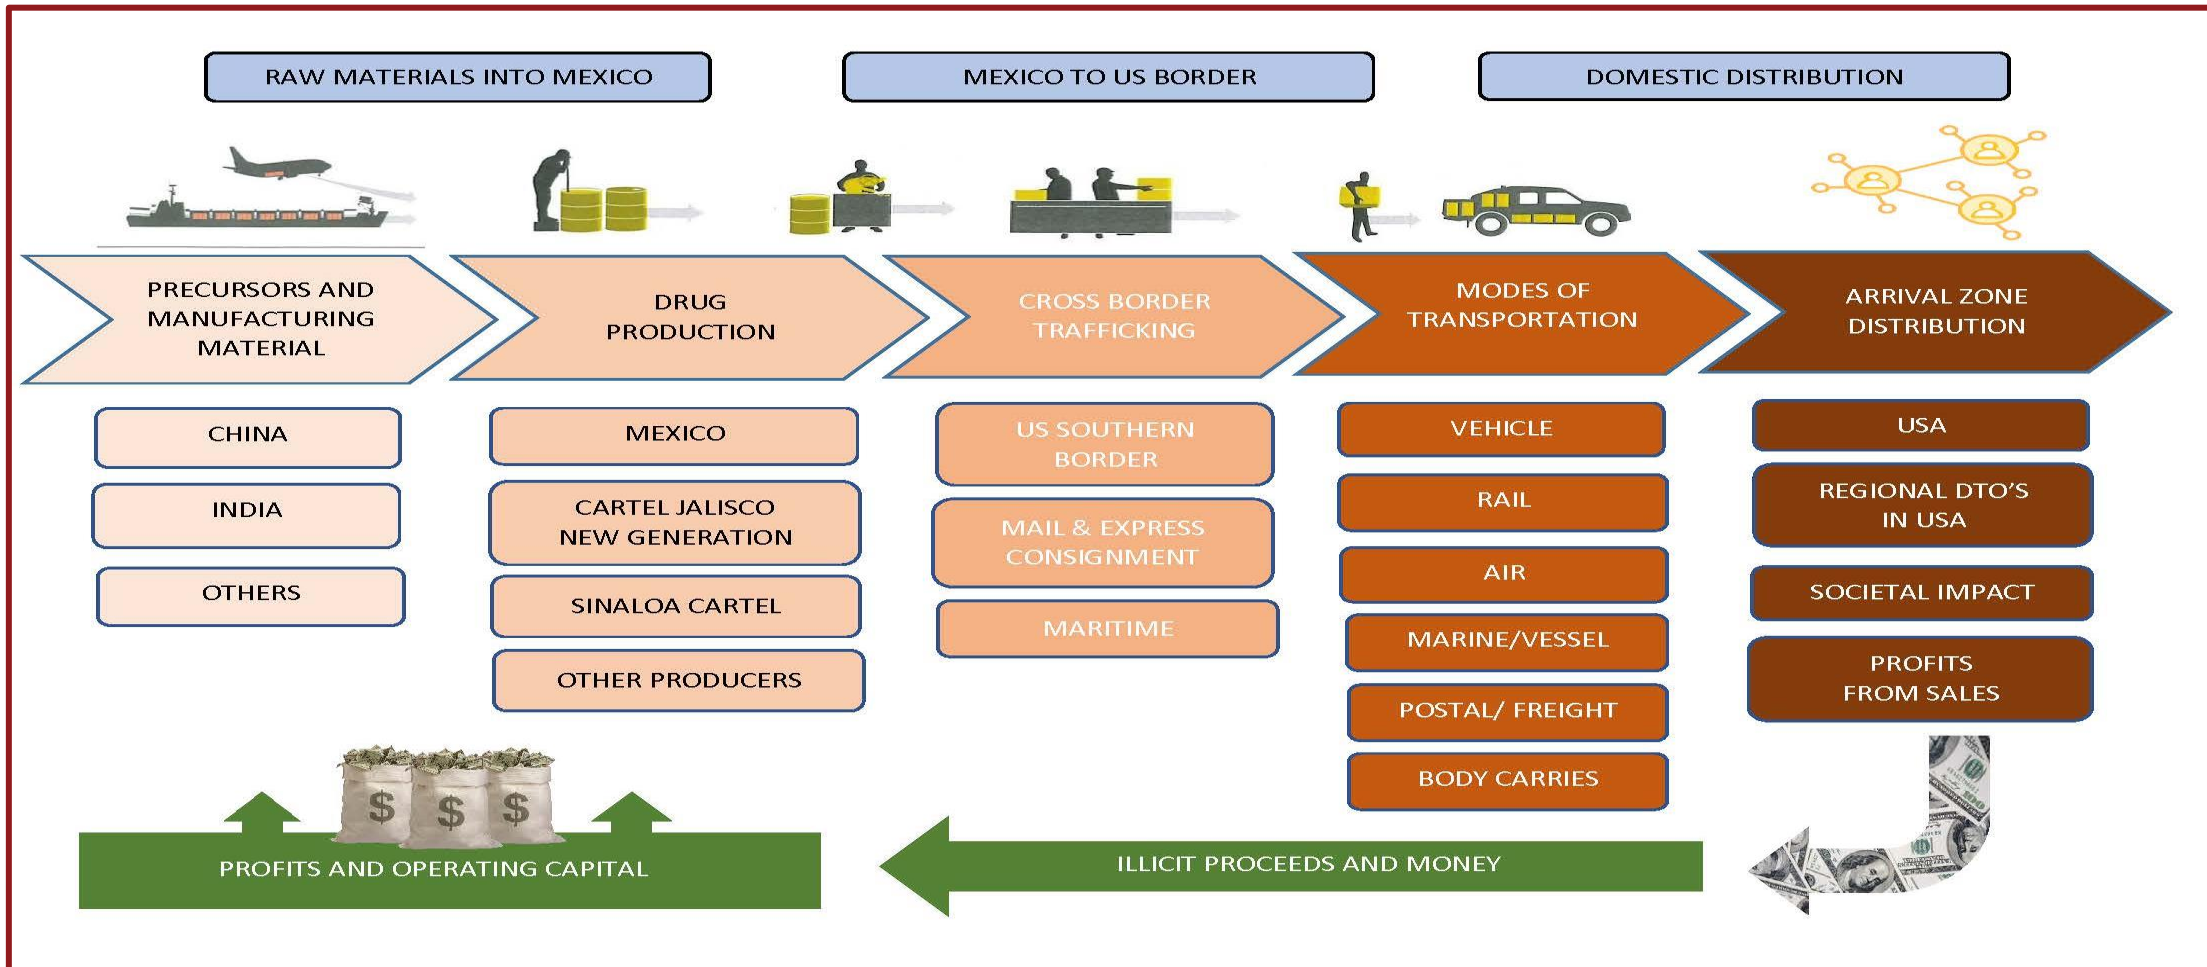 RAW MATERIALS INTO MEXICO
MEXICO TO US BORDER
DOMESTIC DISTRIBUTION
PRECURSORS AND
MANUFACTURING
MATERIAL
DRUG
PRODUCTION
CROSS BORDER
TRAFFICKING
MODES OF
TRANSPORTATION
ARRIVAL ZONE
DISTRIBUTION
CHINA
INDIA
OTHERS
MEXICO
CARTEL JALISCO
NEW GENERATION
SINALOA CARTEL
OTHER PRODUCERS
US SOUTHERN
BORDER
MAIL & EXPRESS
CONSIGNMENT
MARITIME
VEHICLE
RAIL
AIR
MARINE/VESSEL
POSTAL/ FREIGHT
BODY CARRIES
USA
REGIONAL DTO'S
IN USA
SOCIETAL IMPACT
PROFITS
FROM SALES
$ $ $
PROFITS AND OPERATING CAPITAL
ILLICIT PROCEEDS AND MONEY